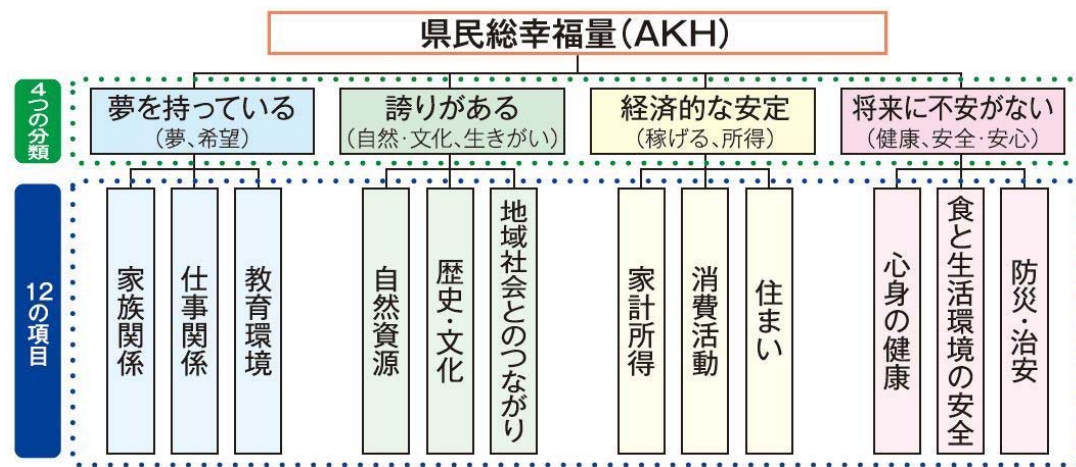 県民総幸福量(AKH)
4つの分類
夢を持っている
(夢、希望)
誇りがある
(自然・文化、生きがい)
経済的な安定
(稼げる、所得)
将来に不安がない
(健康、安全・安心)
12の項目
家族関係
仕事関係
教育環境
自然資源
歴史・文化
地域社会とのつながり
家計所得
消費活動
住まい
心身の健康
食と生活環境の安全
防災・治安